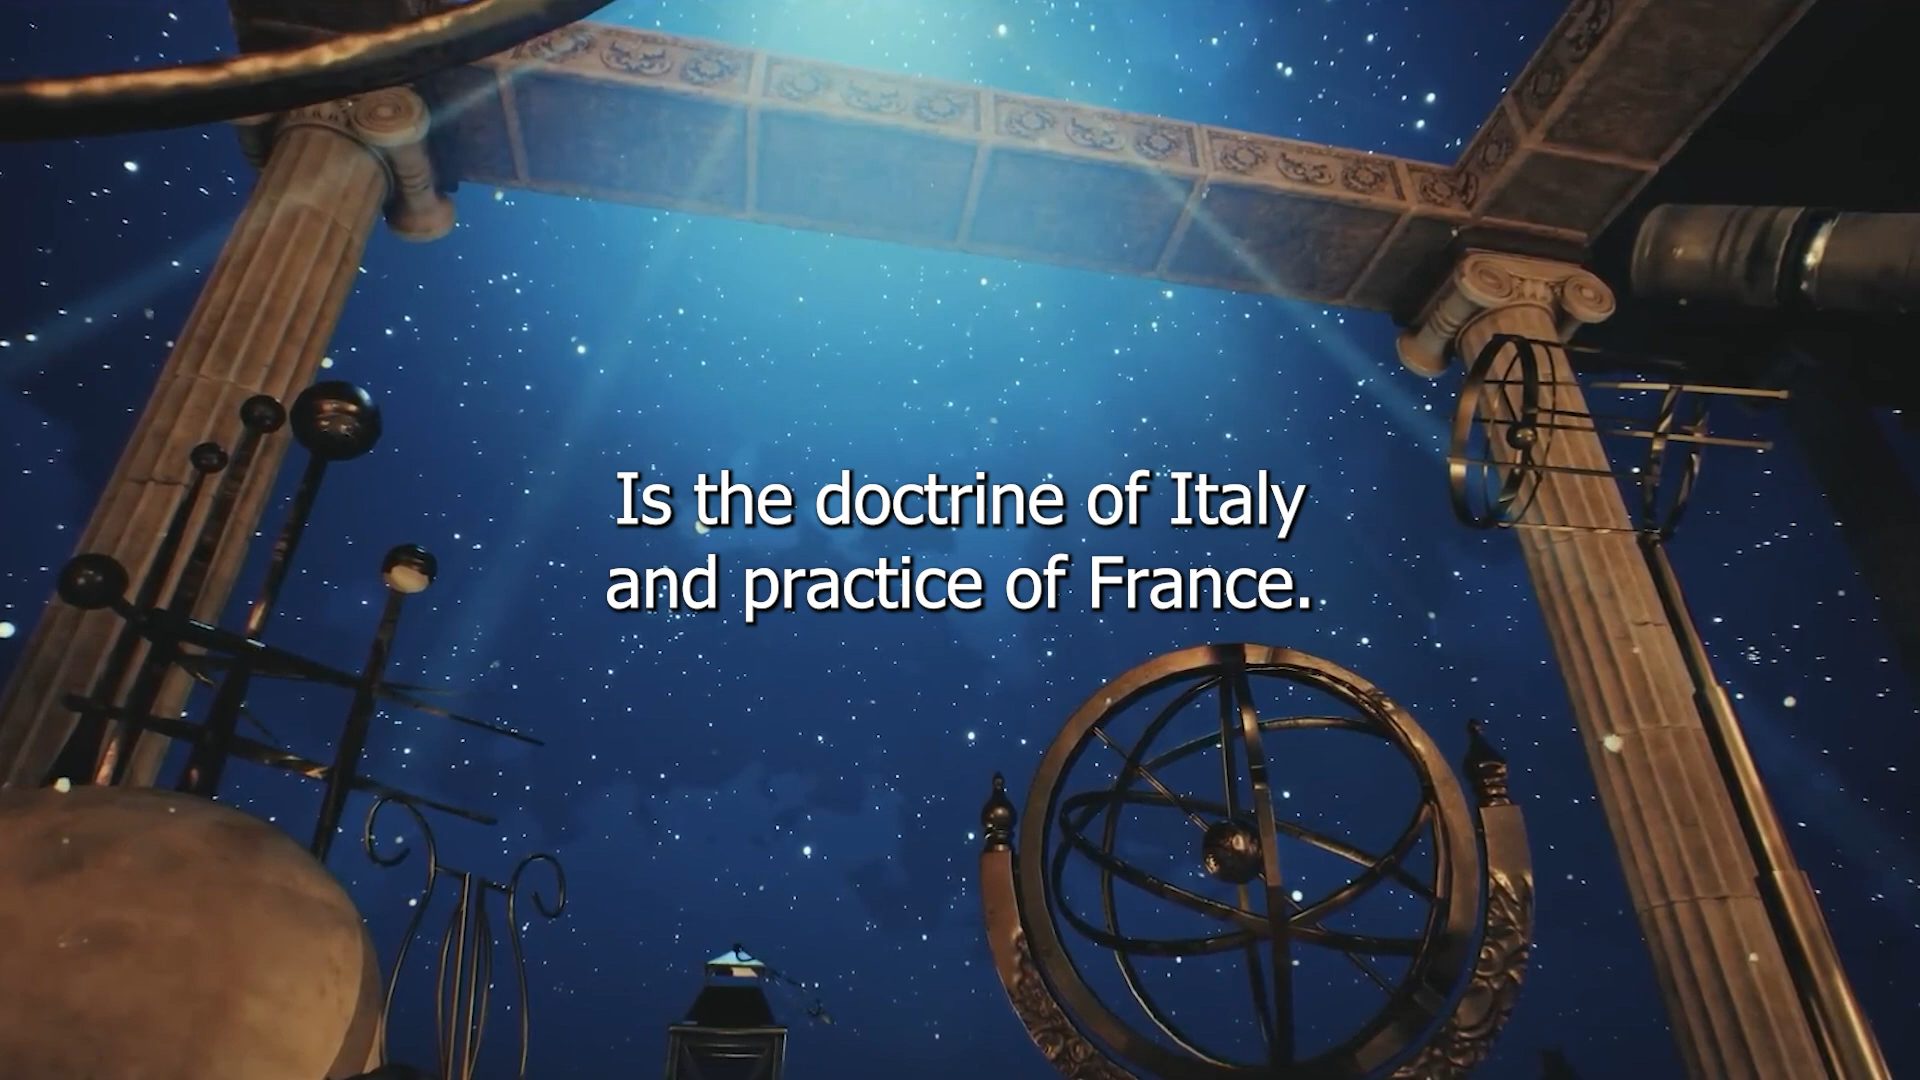 Is the doctrine of Italy
and practice of France.